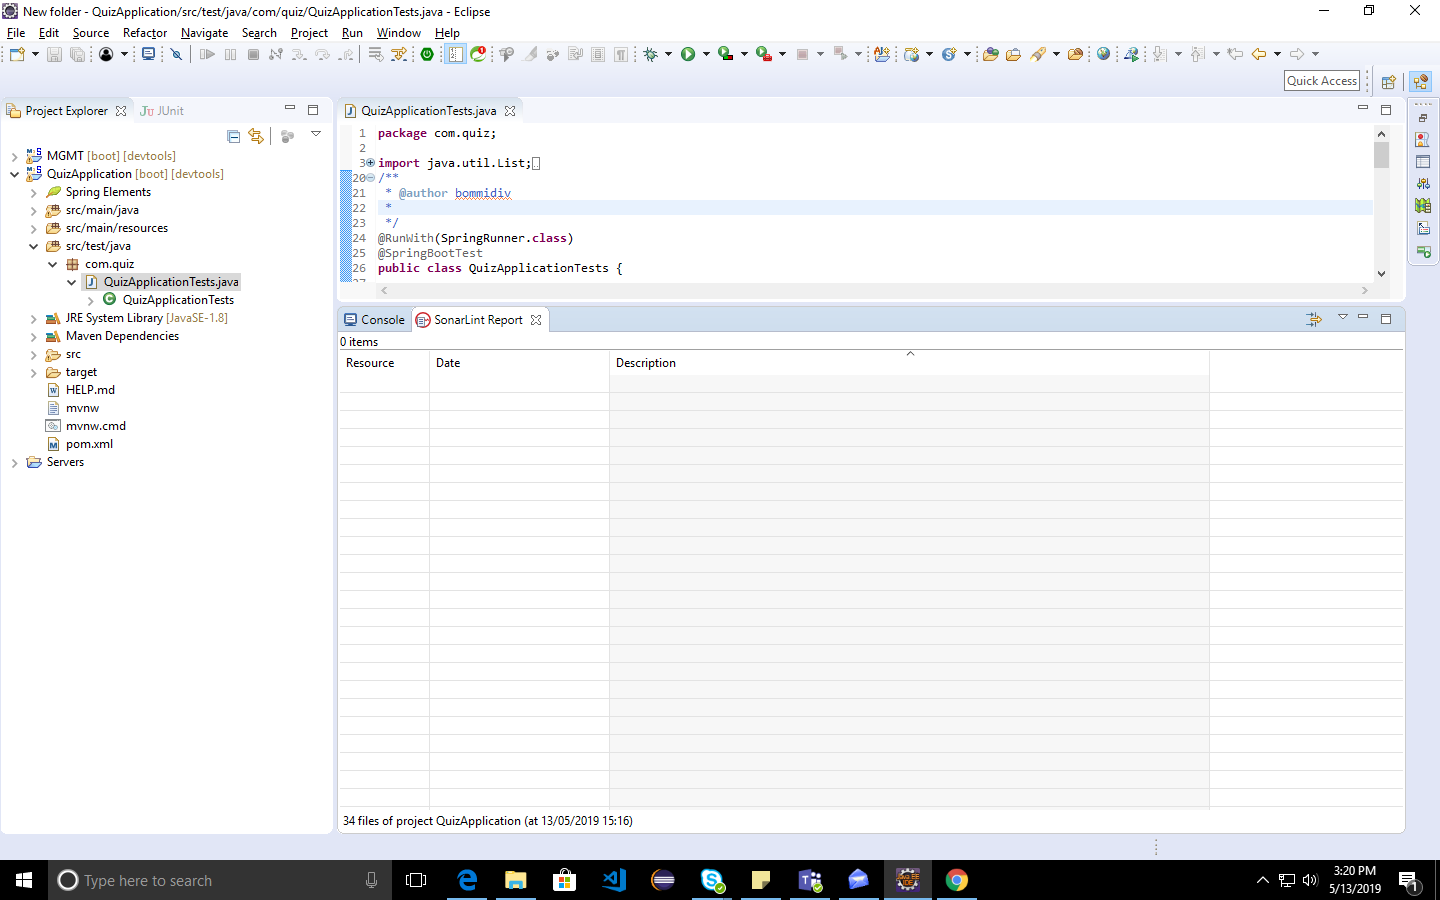 New folder - QuizApplication/src/test/java/com/quiz/QuizApplicationTests.java - Eclipse
File Edit Source Refactor Navigate Search Project Run Window Help
Quick Access
Project Explorer
JUnit
MGMT [boot] [devtools]
QuizApplication [boot] [devtools]
Spring Elements
src/main/java
src/main/resources
src/test/java
com.quiz
QuizApplicationTests.java
QuizApplicationTests
JRE System Library [JavaSE-1.8]
Maven Dependencies
src
target
HELP.md
mvnw
mvnw.cmd
pom.xml
Servers
QuizApplicationTests.java
1 package com.quiz;
2
3 import java.util.List;
20 /**
21 * @author bommidiv
22 *
23 */
24 @RunWith(SpringRunner.class)
25 @SpringBootTest
26 public class QuizApplicationTests {
Console
SonarLint Report
0 items
Resource Date Description
34 files of project QuizApplication (at 13/05/2019 15:16)
Type here to search
3:20 PM
5/13/2019
1